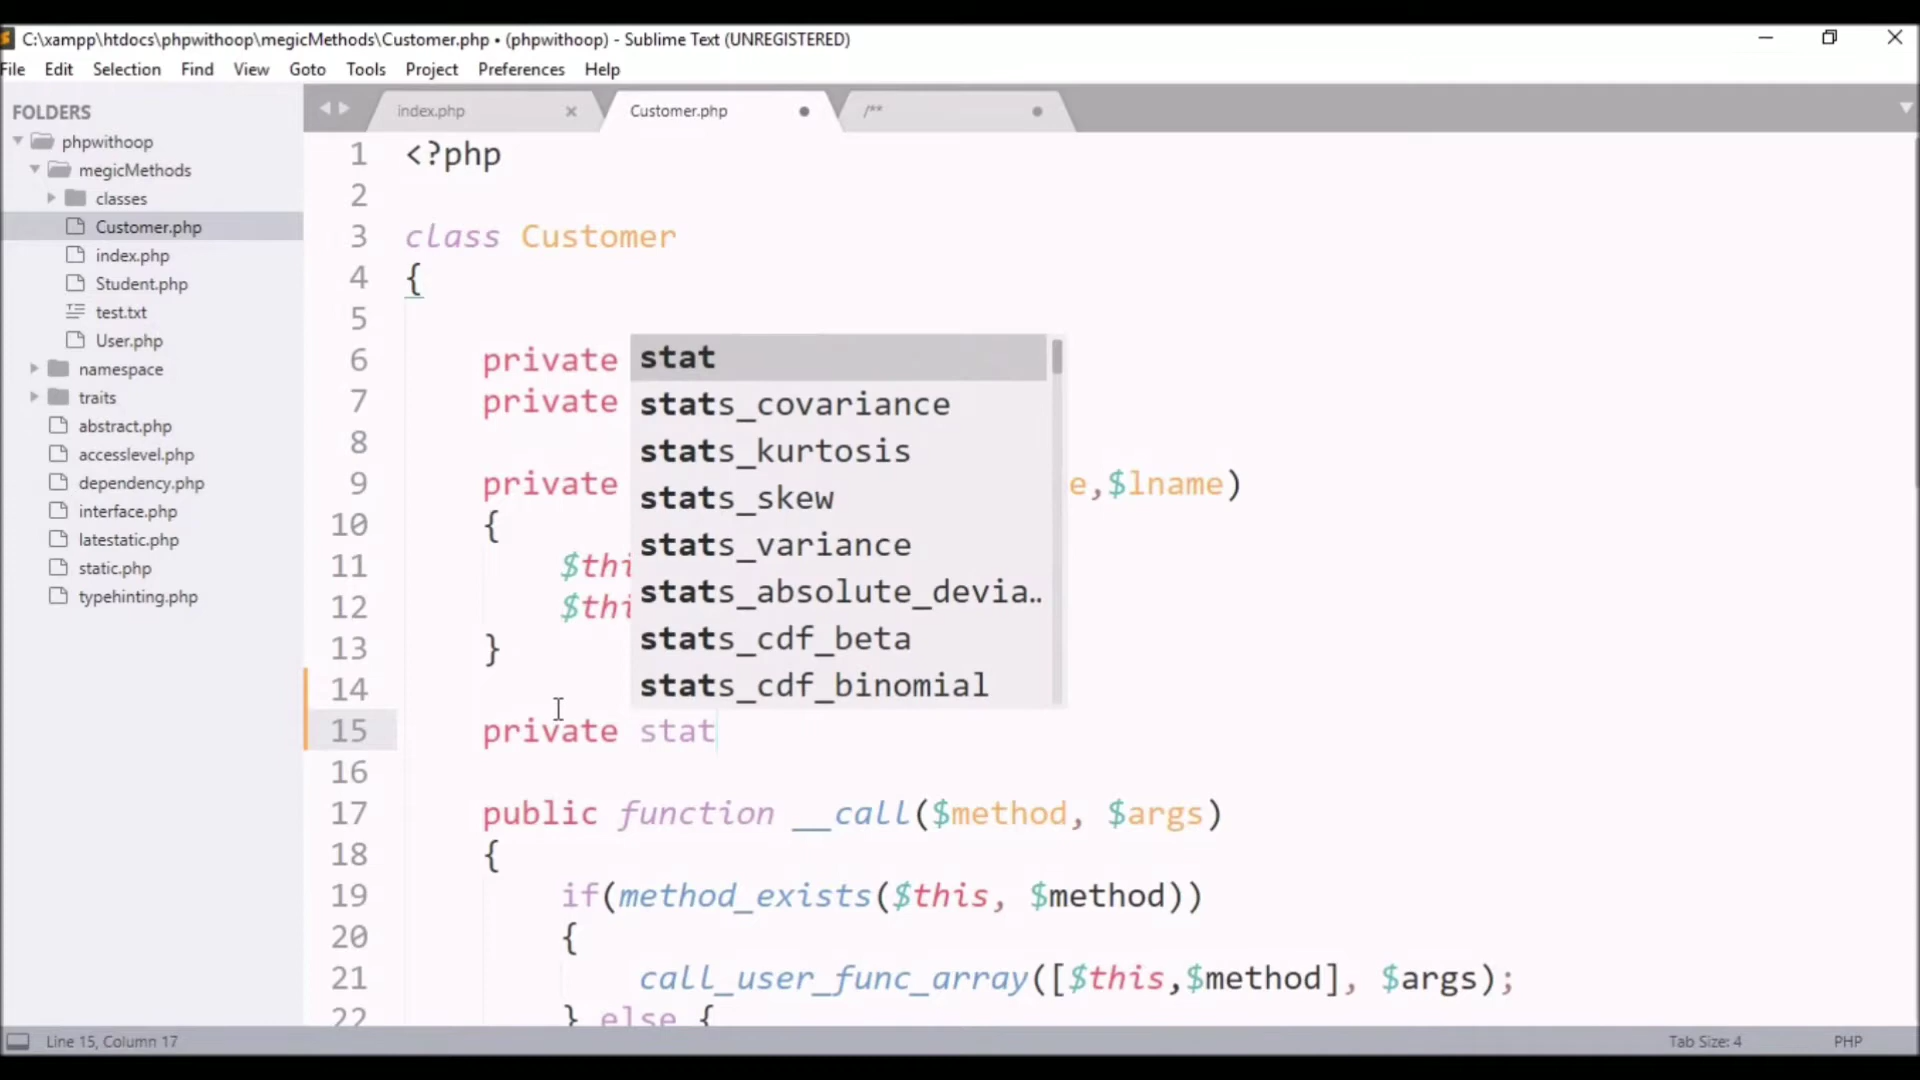 C:\xampp\htdocs\phpwithoop\megicMethods\Customer.php • (phpwithoop) - Sublime Text (UNREGISTERED)
File Edit Selection Find View Goto Tools Project Preferences Help
FOLDERS
phpwithoop
megicMethods
classes
Customer.php
index.php
Student.php
test.txt
User.php
namespace
traits
abstract.php
accesslevel.php
dependency.php
interface.php
latestatic.php
static.php
typehinting.php
index.php
Customer.php
/**
1 <?php
2
3 class Customer
4 {
5
6 private
7 private
8
9 private e,$lname)
10 {
11 $thi
12 $thi
13 }
14
15 private stat
16
17 public function __call($method, $args)
18 {
19 if(method_exists($this, $method))
20 {
21 call_user_func_array([$this,$method], $args);
22 } else {
stat
stats_covariance
stats_kurtosis
stats_skew
stats_variance
stats_absolute_devia…
stats_cdf_beta
stats_cdf_binomial
Line 15, Column 17
Tab Size: 4
PHP